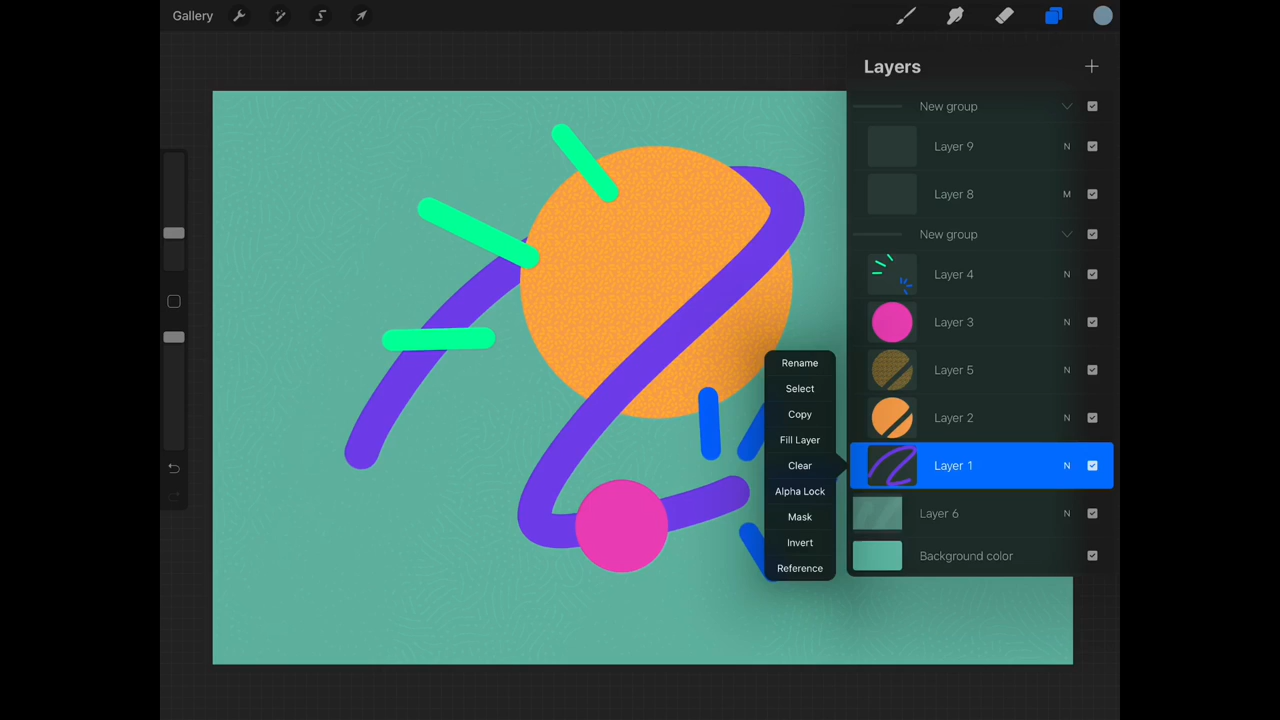 Gallery
Layers
New group
Layer 9 N
Layer 8 M
New group
Layer 4 N
Layer 3 N
Layer 5 N
Layer 2 N
Layer 1 N
Layer 6 N
Background color
Rename
Select
Copy
Fill Layer
Clear
Alpha Lock
Mask
Invert
Reference